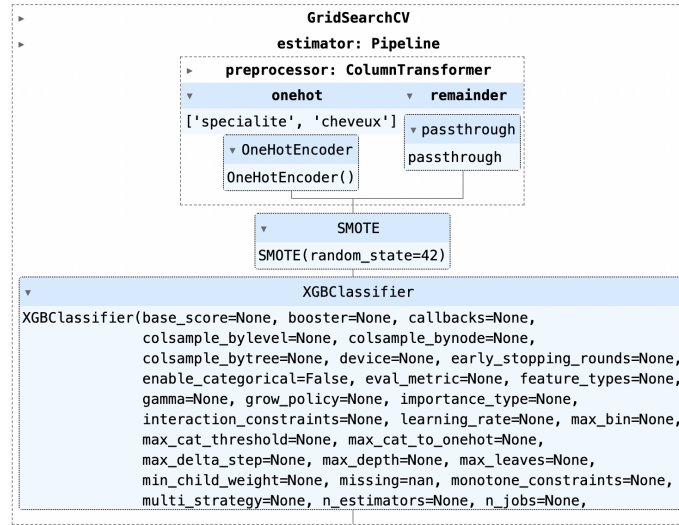 GridSearchCV
estimator: Pipeline
preprocessor: ColumnTransformer
onehot
remainder
['specialite', 'cheveux']
passthrough
OneHotEncoder
passthrough
OneHotEncoder()
SMOTE
SMOTE(random_state=42)
XGBClassifier
XGBClassifier(base_score=None, booster=None, callbacks=None,
colsample_bylevel=None, colsample_bynode=None,
colsample_bytree=None, device=None, early_stopping_rounds=None,
enable_categorical=False, eval_metric=None, feature_types=None,
gamma=None, grow_policy=None, importance_type=None,
interaction_constraints=None, learning_rate=None, max_bin=None,
max_cat_threshold=None, max_cat_to_onehot=None,
max_delta_step=None, max_depth=None, max_leaves=None,
min_child_weight=None, missing=nan, monotone_constraints=None,
multi_strategy=None, n_estimators=None, n_jobs=None,